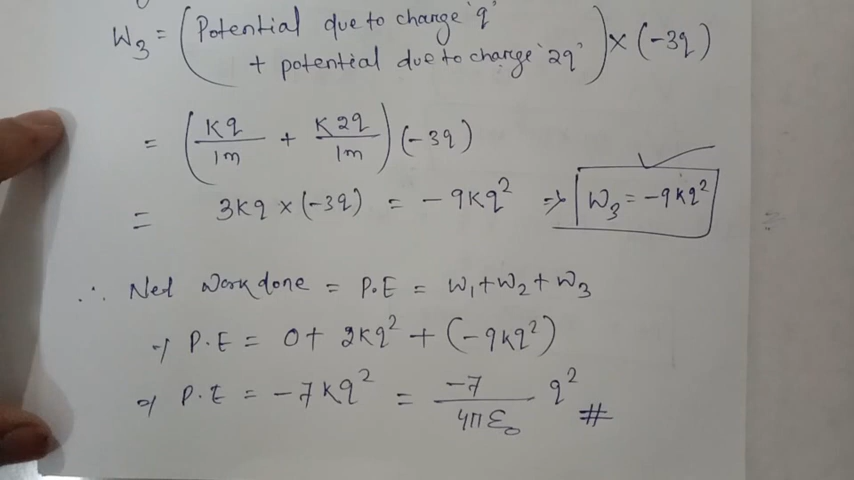 W₃ = (Potential due to charge 'q'
+ potential due to charge '2q') × (-3q)
= (Kq/1m + K2q/1m) (-3q)
= 3Kq × (-3q) = -9Kq² ⇒ W₃ = -9Kq²
∴ Net Work done = P.E = W₁+W₂+W₃
⇒ P.E = 0+ 2Kq² + (-9Kq²)
⇒ P.E = -7Kq² = -7/4πε₀ q² #